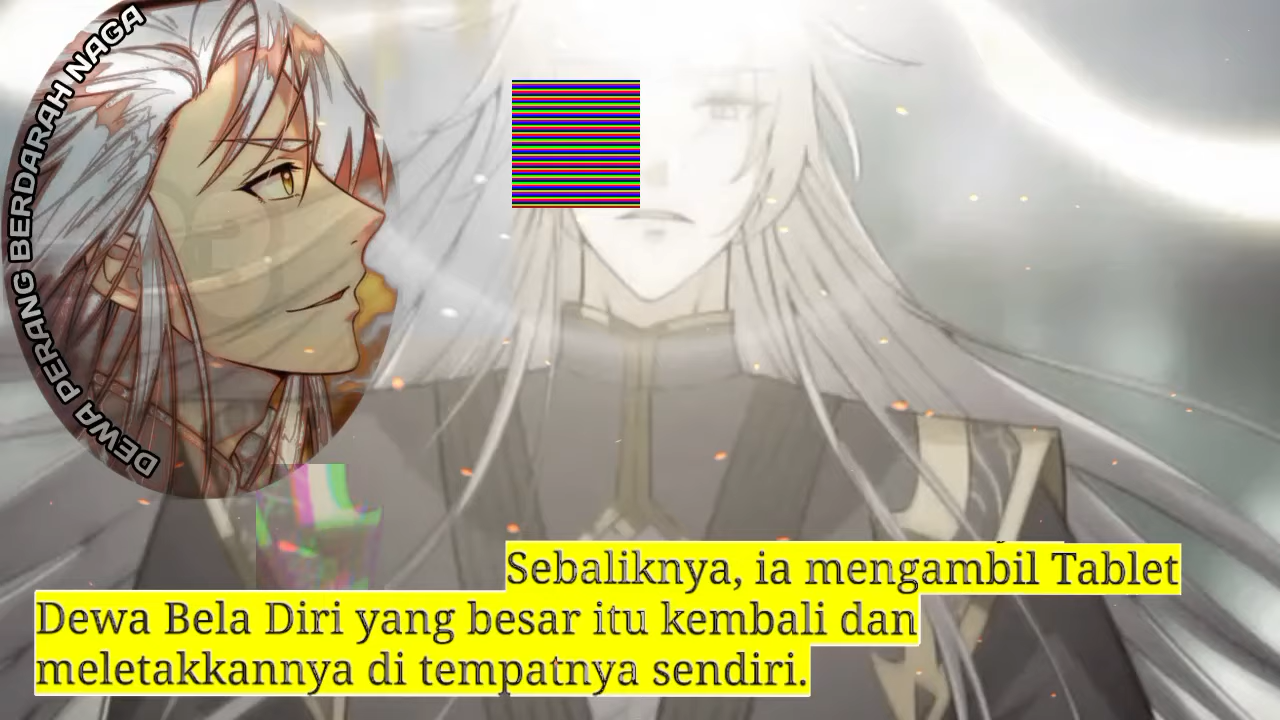 DEWA PERANG BERDARAH NAGA
Sebaliknya, ia mengambil Tablet
Dewa Bela Diri yang besar itu kembali dan
meletakkannya di tempatnya sendiri.